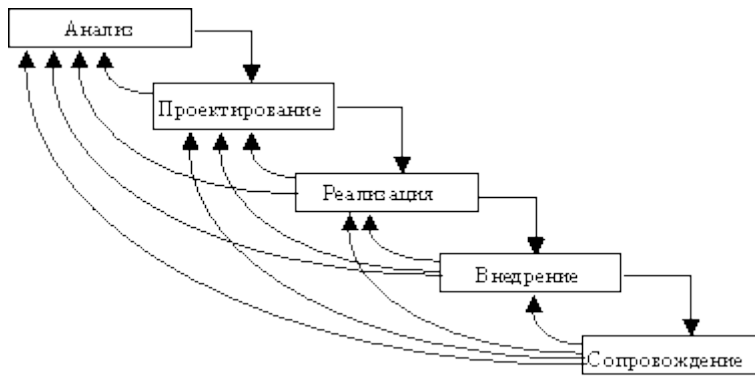 Анализ
Проектирование
Реализация
Внедрение
Сопровождение